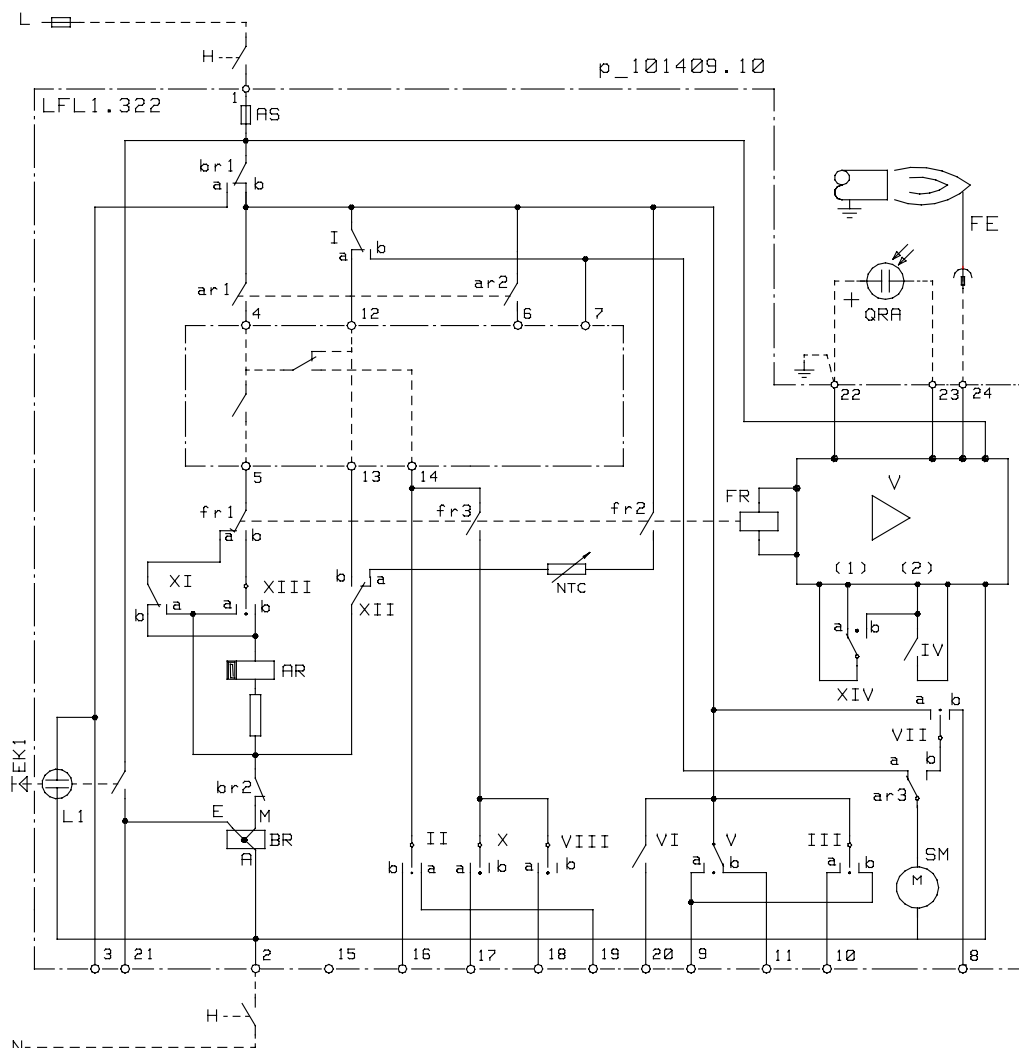 L
H
p_101409.10
1
LFL1.322
AS
br1
a b
FE
I
a b
ar1
ar2
+
QRA
4 12 6 7
22 23 24
5 13 14
V
FR
fr1
fr3
fr2
a b
(1) (2)
XI
XIII
b a
NTC
XII
b a a b
a b
IV
AR
XIV
a b
VII
EK1
a b
br2
L1
ar3
E M
BR
A
II X VIII
VI V III
SM
b a a b a b
a b a b
M
3 21 2 15 16 17 18 19 20 9 11 10 8
H
N